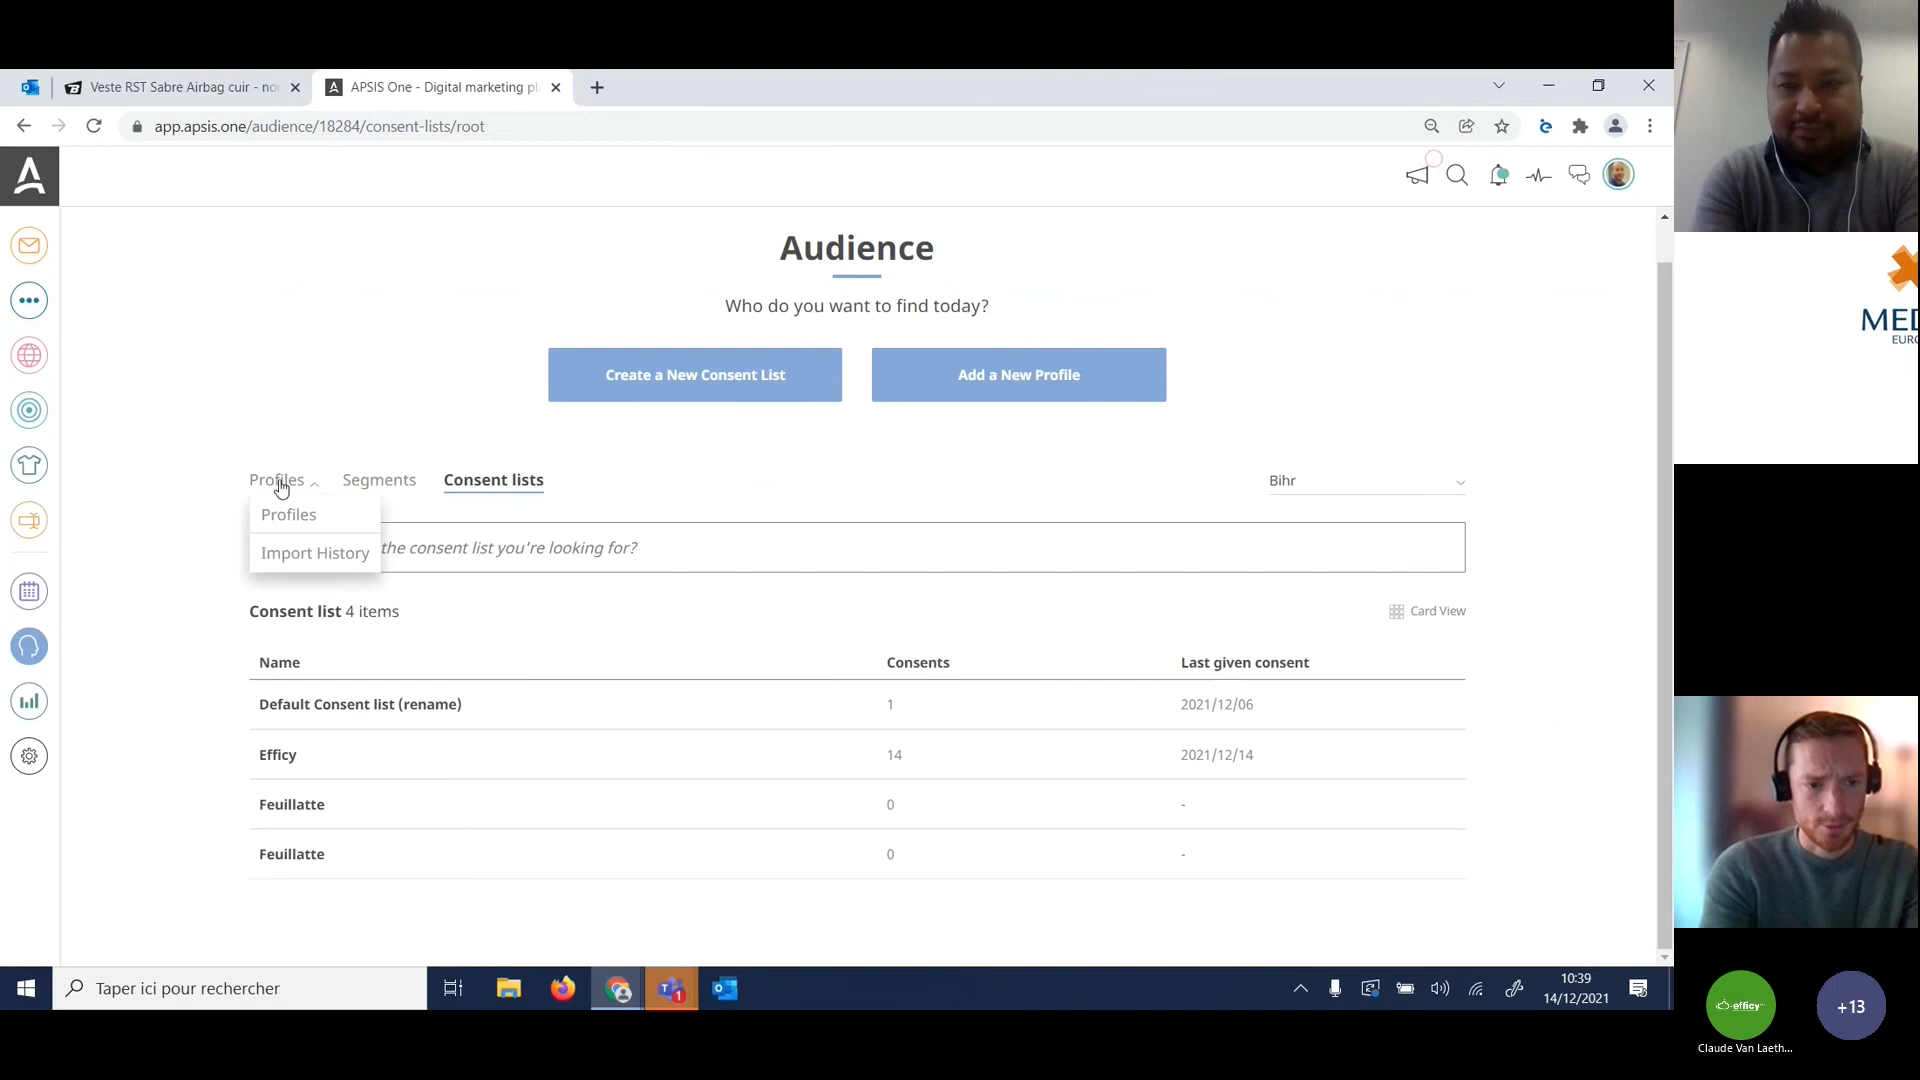 Veste RST Sabre Airbag cuir - no
APSIS One - Digital marketing pl
app.apsis.one/audience/18284/consent-lists/root
Audience
Who do you want to find today?
Create a New Consent List
Add a New Profile
Profiles
Segments
Consent lists
Bihr
Profiles
Import History
the consent list you're looking for?
Consent list 4 items
Card View
Name
Consents
Last given consent
Default Consent list (rename)
1
2021/12/06
Efficy
14
2021/12/14
Feuillatte
0
-
Feuillatte
0
-
MED
EURO
Taper ici pour rechercher
1
10:39
14/12/2021
efficy
+13
Claude Van Laeth...